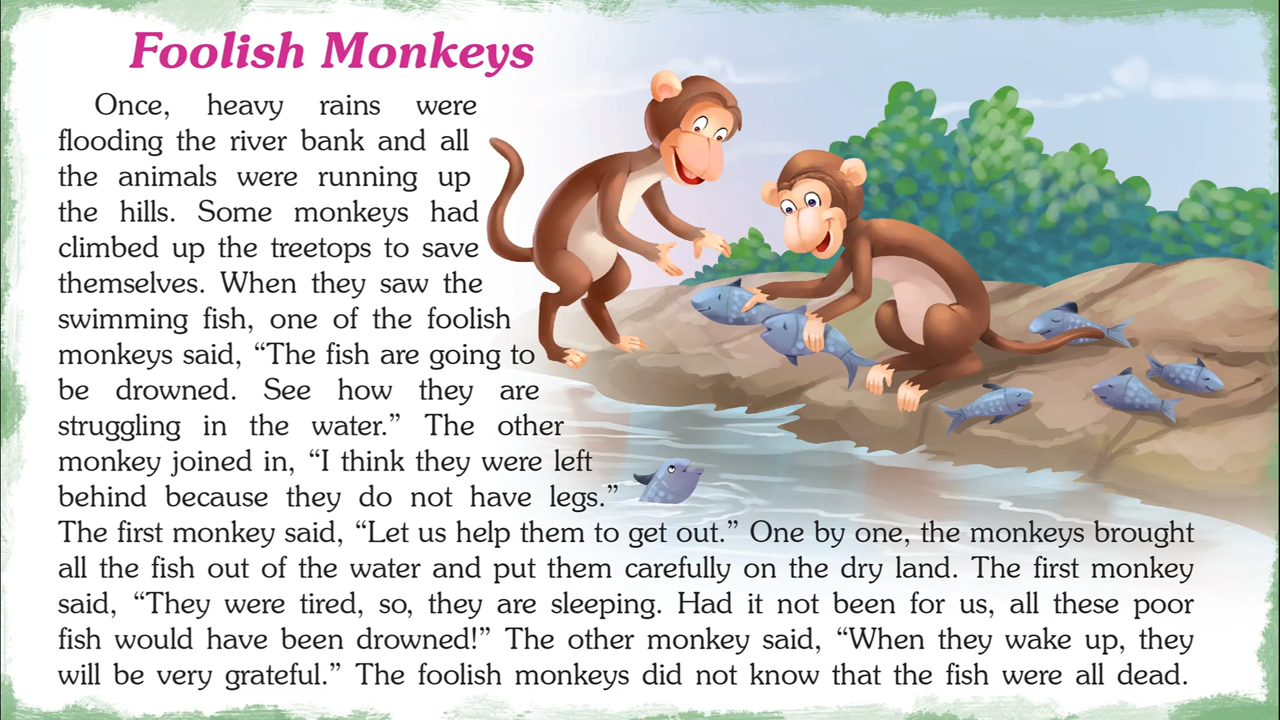 Foolish Monkeys
Once, heavy rains were
flooding the river bank and all
the animals were running up
the hills. Some monkeys had
climbed up the treetops to save
themselves. When they saw the
swimming fish, one of the foolish
monkeys said, “The fish are going to
be drowned. See how they are
struggling in the water.” The other
monkey joined in, “I think they were left
behind because they do not have legs.”
The first monkey said, “Let us help them to get out.” One by one, the monkeys brought
all the fish out of the water and put them carefully on the dry land. The first monkey
said, “They were tired, so, they are sleeping. Had it not been for us, all these poor
fish would have been drowned!” The other monkey said, “When they wake up, they
will be very grateful.” The foolish monkeys did not know that the fish were all dead.